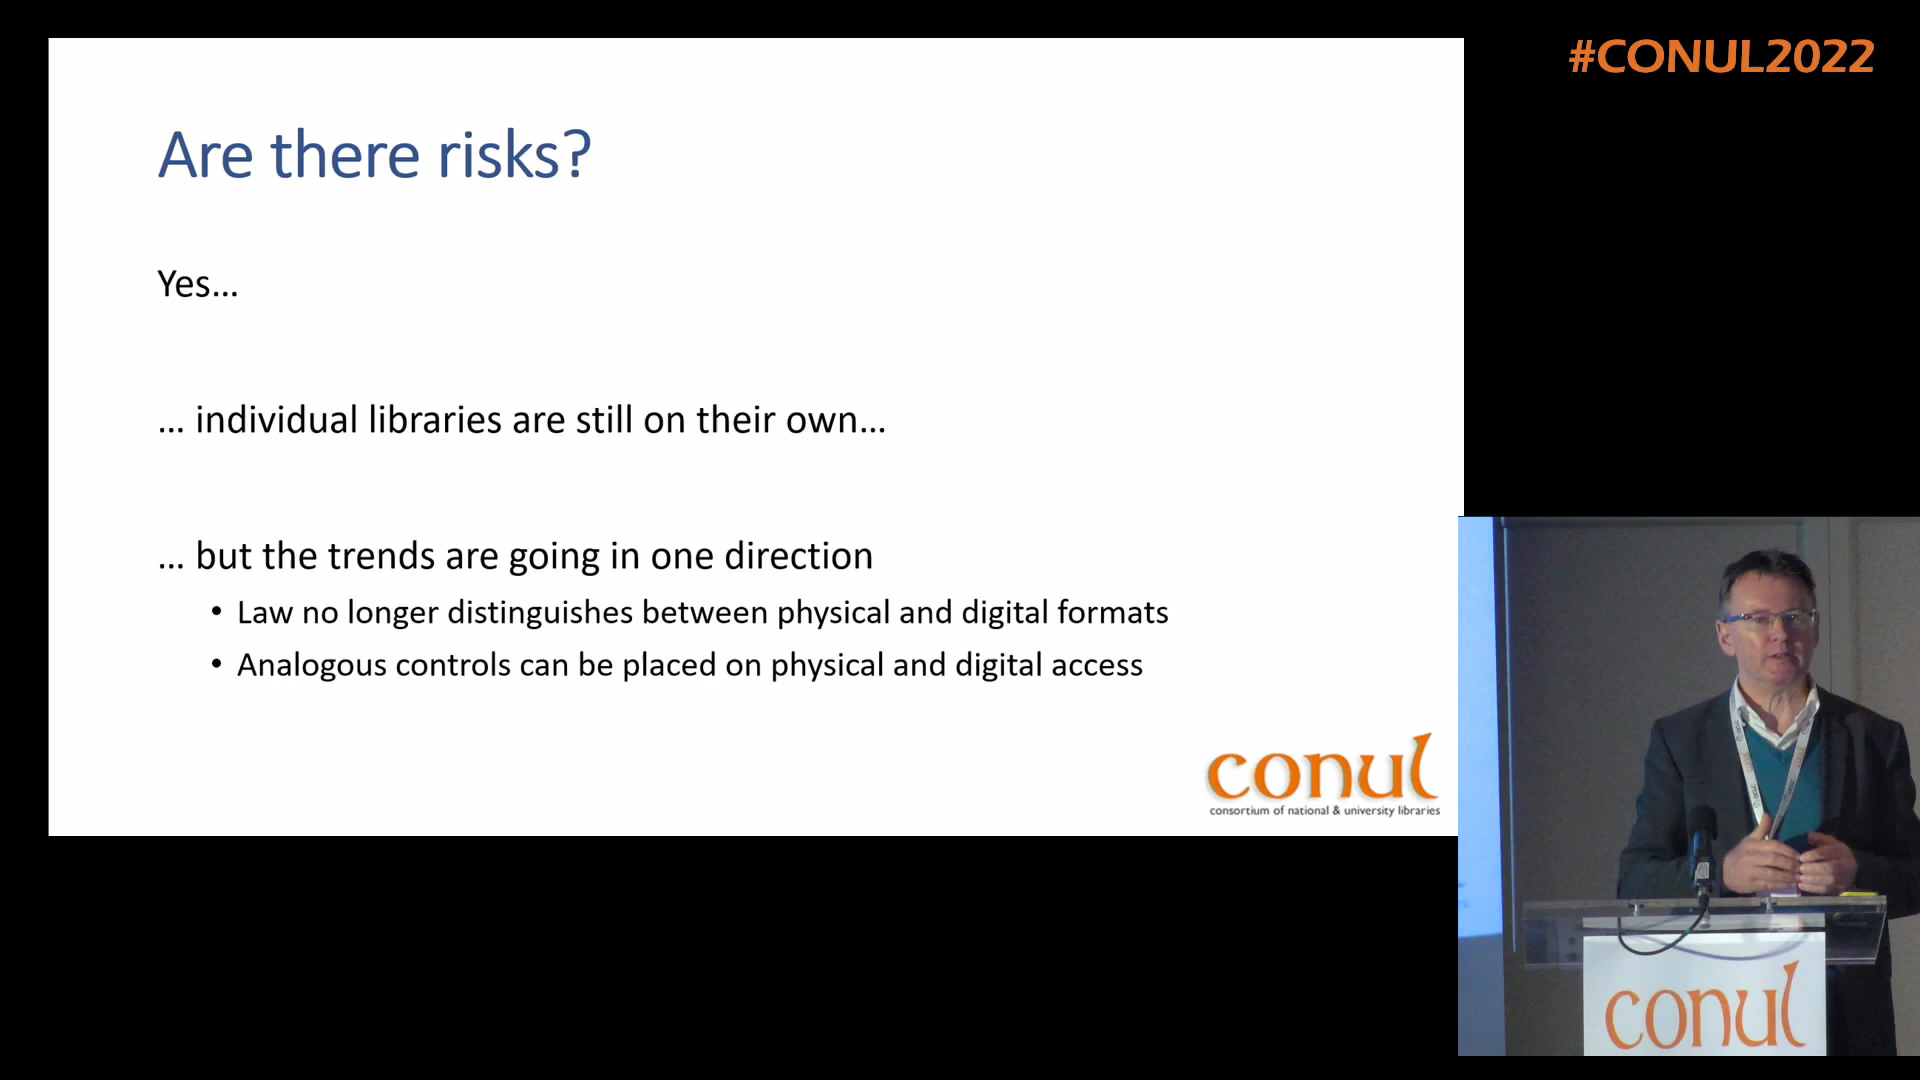 #CONUL2022
Are there risks?
Yes...
... individual libraries are still on their own...
... but the trends are going in one direction
• Law no longer distinguishes between physical and digital formats
• Analogous controls can be placed on physical and digital access
conul
consortium of national & university libraries
conul